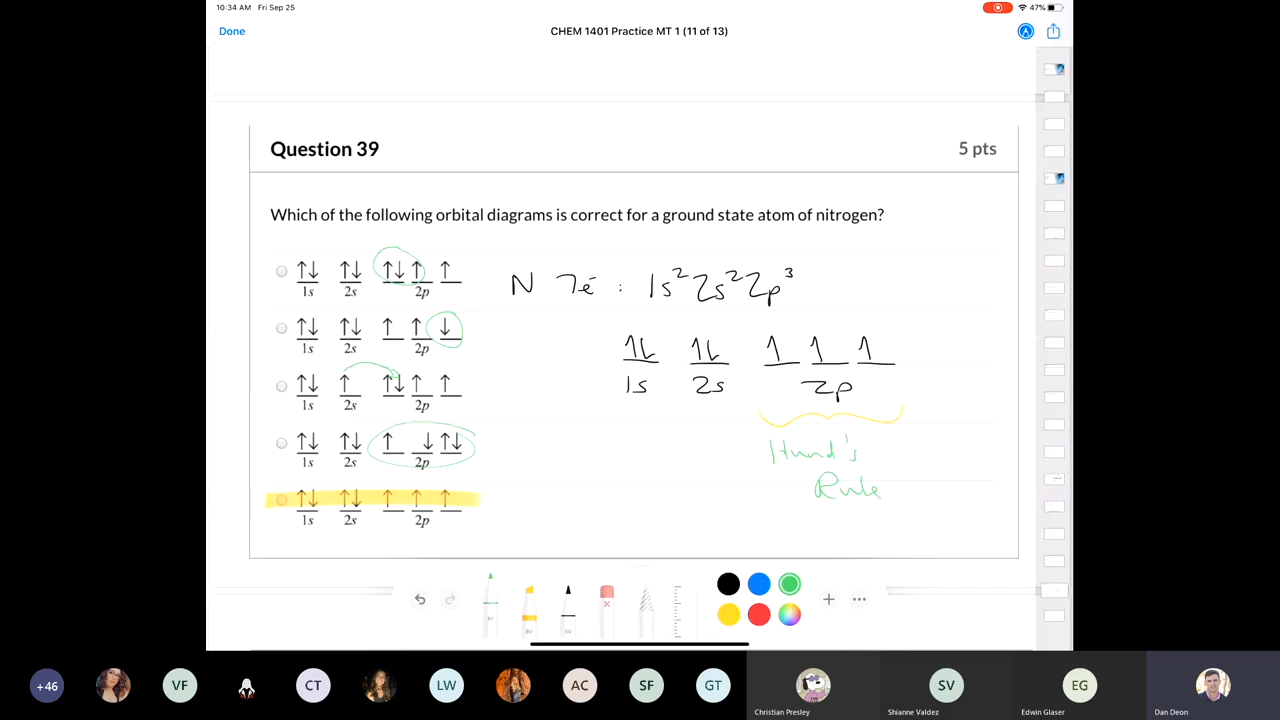 10:34 AM Fri Sep 25
47%
Done
CHEM 1401 Practice MT 1 (11 of 13)
Question 39
5 pts
Which of the following orbital diagrams is correct for a ground state atom of nitrogen?
↑↓ ↑↓ ↑↓ ↑ ↑
1s 2s 2p
N 7é : 1s² 2s² 2p³
↑↓ ↑↓ ↑ ↑ ↓
1s 2s 2p
↿⇂ ↿⇂ ↿ ↿ ↿
1s 2s 2p
↑↓ ↑ ↑↓ ↑ ↑
1s 2s 2p
↑↓ ↑↓ ↑ ↓ ↑↓
1s 2s 2p
Hund's
Rule
↑↓ ↑↓ ↑ ↑ ↑
1s 2s 2p
+46
VF
CT
LW
AC
SF
GT
SV
EG
Christian Presley
Shianne Valdez
Edwin Glaser
Dan Deon